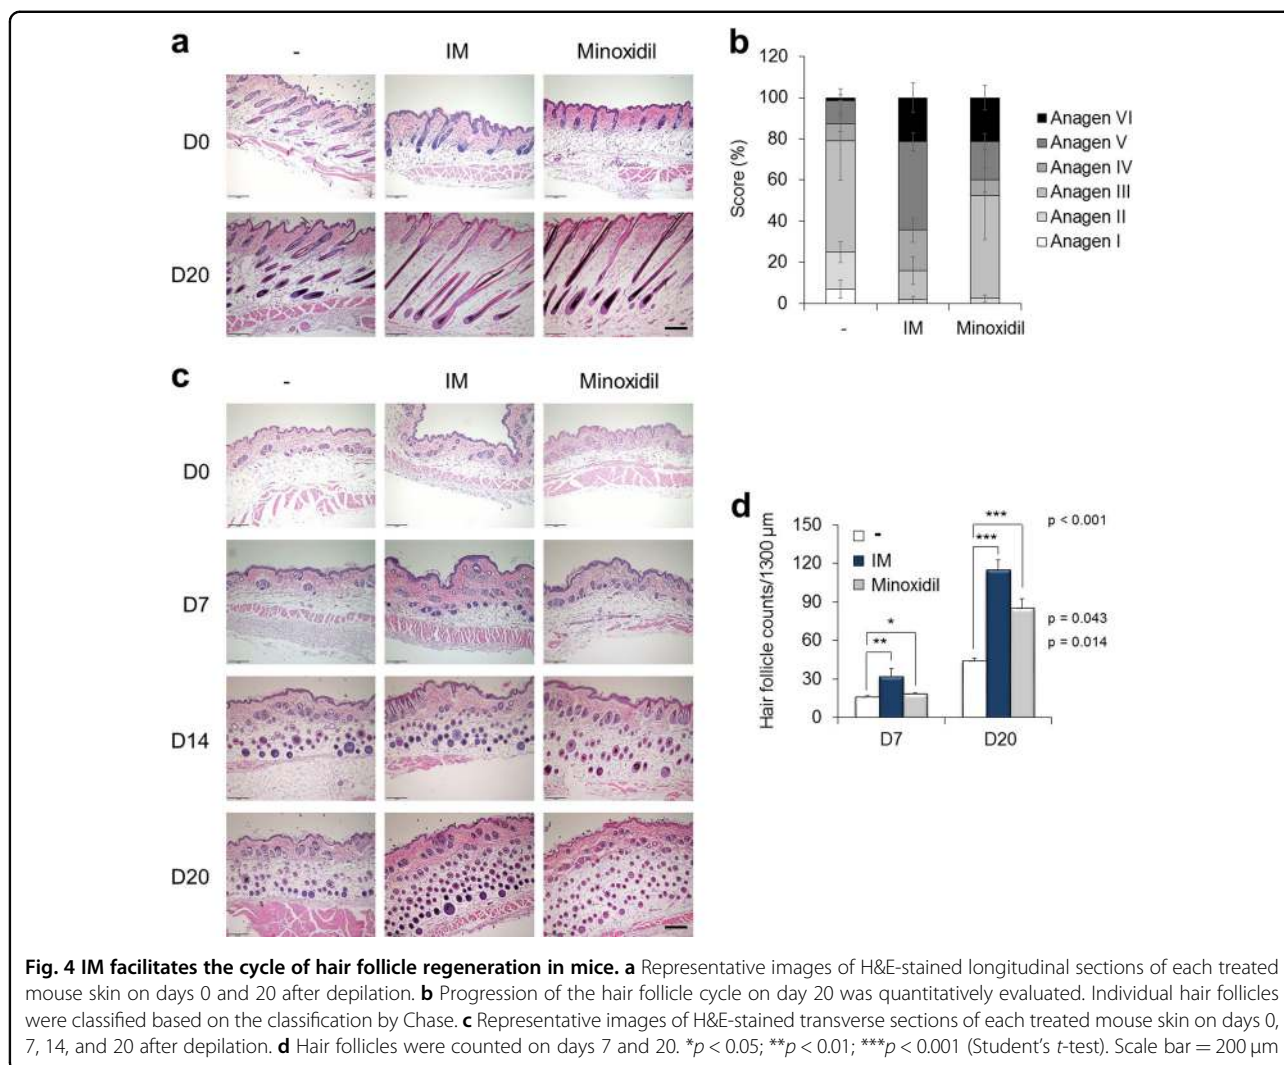 a
- IM Minoxidil
D0
D20
b
120
100
80
60
40
20
0
Score (%)
- IM Minoxidil
Anagen VI
Anagen V
Anagen IV
Anagen III
Anagen II
Anagen I
c
- IM Minoxidil
D0
D7
D14
D20
d
150
120
90
60
30
0
Hair follicle counts/1300 μm
-
IM
Minoxidil
** *
*** ***
p < 0.001
p = 0.043
p = 0.014
D7 D20
Fig. 4 IM facilitates the cycle of hair follicle regeneration in mice. a Representative images of H&E-stained longitudinal sections of each treated
mouse skin on days 0 and 20 after depilation. b Progression of the hair follicle cycle on day 20 was quantitatively evaluated. Individual hair follicles
were classified based on the classification by Chase. c Representative images of H&E-stained transverse sections of each treated mouse skin on days 0,
7, 14, and 20 after depilation. d Hair follicles were counted on days 7 and 20. *p < 0.05; **p < 0.01; ***p < 0.001 (Student's t-test). Scale bar = 200 μm